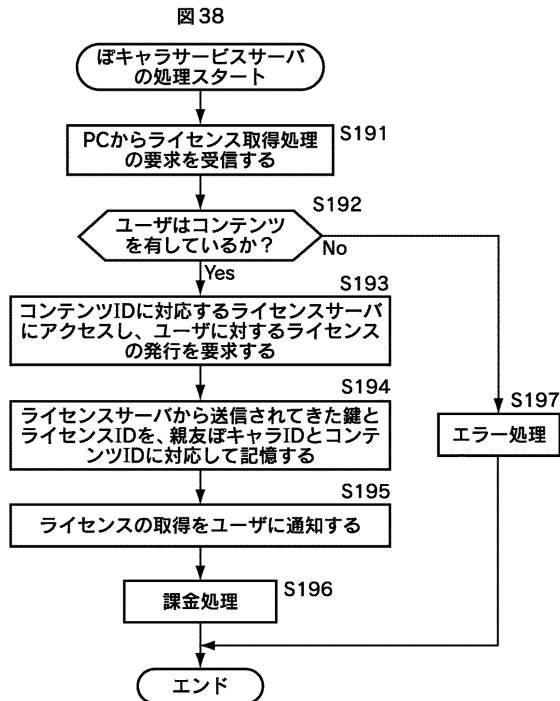 図38
ぽキャラサービスサーバ
の処理スタート
PCからライセンス取得処理
の要求を受信する
S191
ユーザはコンテンツ
を有しているか？
S192
No
Yes
コンテンツIDに対応するライセンスサーバ
にアクセスし、ユーザに対するライセンス
の発行を要求する
S193
ライセンスサーバから送信されてきた鍵と
ライセンスIDを、親友ぽキャラIDとコンテ
ンツIDに対応して記憶する
S194
エラー処理
S197
ライセンスの取得をユーザに通知する
S195
課金処理
S196
エンド